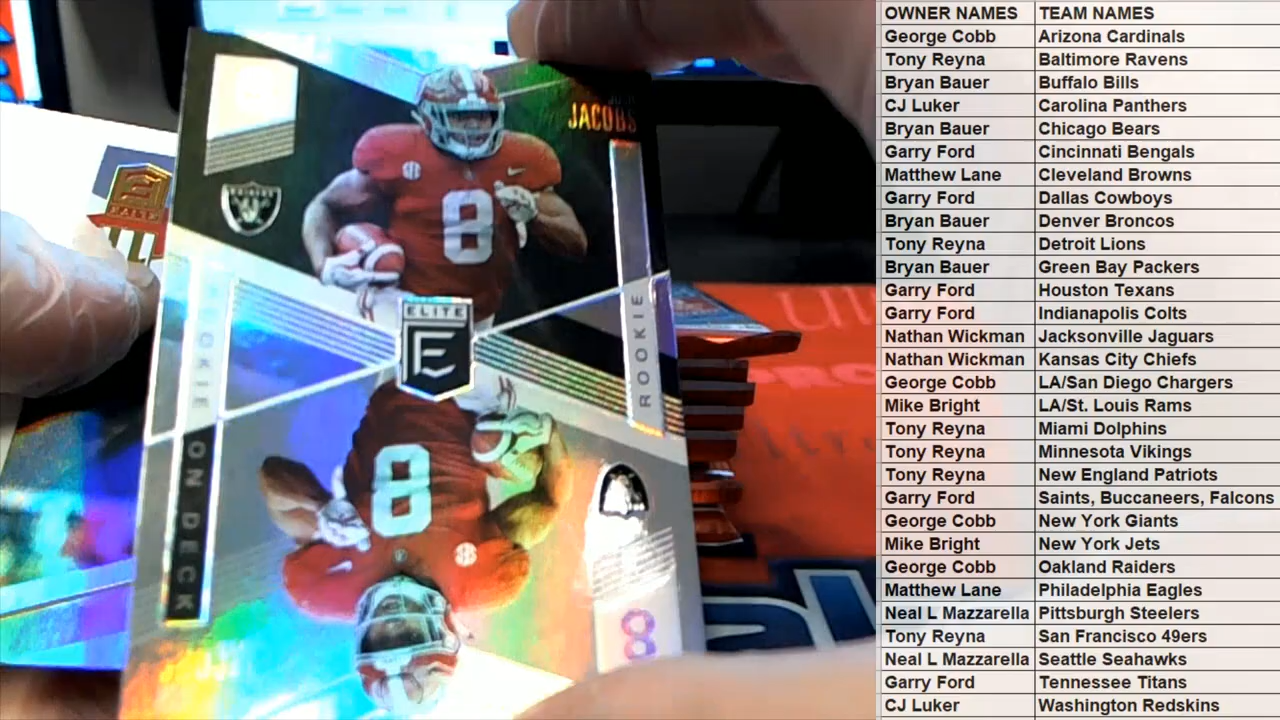 JACOBS
RAIDERS
8
ELITE
E
ROOKIE
ON DECK
8
8
OWNER NAMES TEAM NAMES
George Cobb Arizona Cardinals
Tony Reyna Baltimore Ravens
Bryan Bauer Buffalo Bills
CJ Luker Carolina Panthers
Bryan Bauer Chicago Bears
Garry Ford Cincinnati Bengals
Matthew Lane Cleveland Browns
Garry Ford Dallas Cowboys
Bryan Bauer Denver Broncos
Tony Reyna Detroit Lions
Bryan Bauer Green Bay Packers
Garry Ford Houston Texans
Garry Ford Indianapolis Colts
Nathan Wickman Jacksonville Jaguars
Nathan Wickman Kansas City Chiefs
George Cobb LA/San Diego Chargers
Mike Bright LA/St. Louis Rams
Tony Reyna Miami Dolphins
Tony Reyna Minnesota Vikings
Tony Reyna New England Patriots
Garry Ford Saints, Buccaneers, Falcons
George Cobb New York Giants
Mike Bright New York Jets
George Cobb Oakland Raiders
Matthew Lane Philadelphia Eagles
Neal L Mazzarella Pittsburgh Steelers
Tony Reyna San Francisco 49ers
Neal L Mazzarella Seattle Seahawks
Garry Ford Tennessee Titans
CJ Luker Washington Redskins